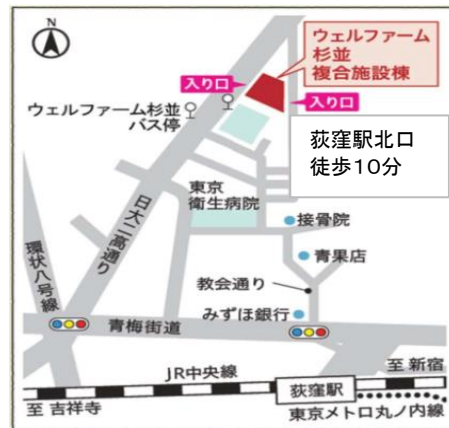 ウェルファーム
杉並
複合施設棟
入り口
入り口
ウェルファーム杉並
バス停
荻窪駅北口
徒歩10分
東京
衛生病院
日大二高通り
接骨院
環状八号線
青果店
教会通り
みずほ銀行
青梅街道
JR中央線
至 新宿
荻窪駅
至 吉祥寺
東京メトロ丸ノ内線